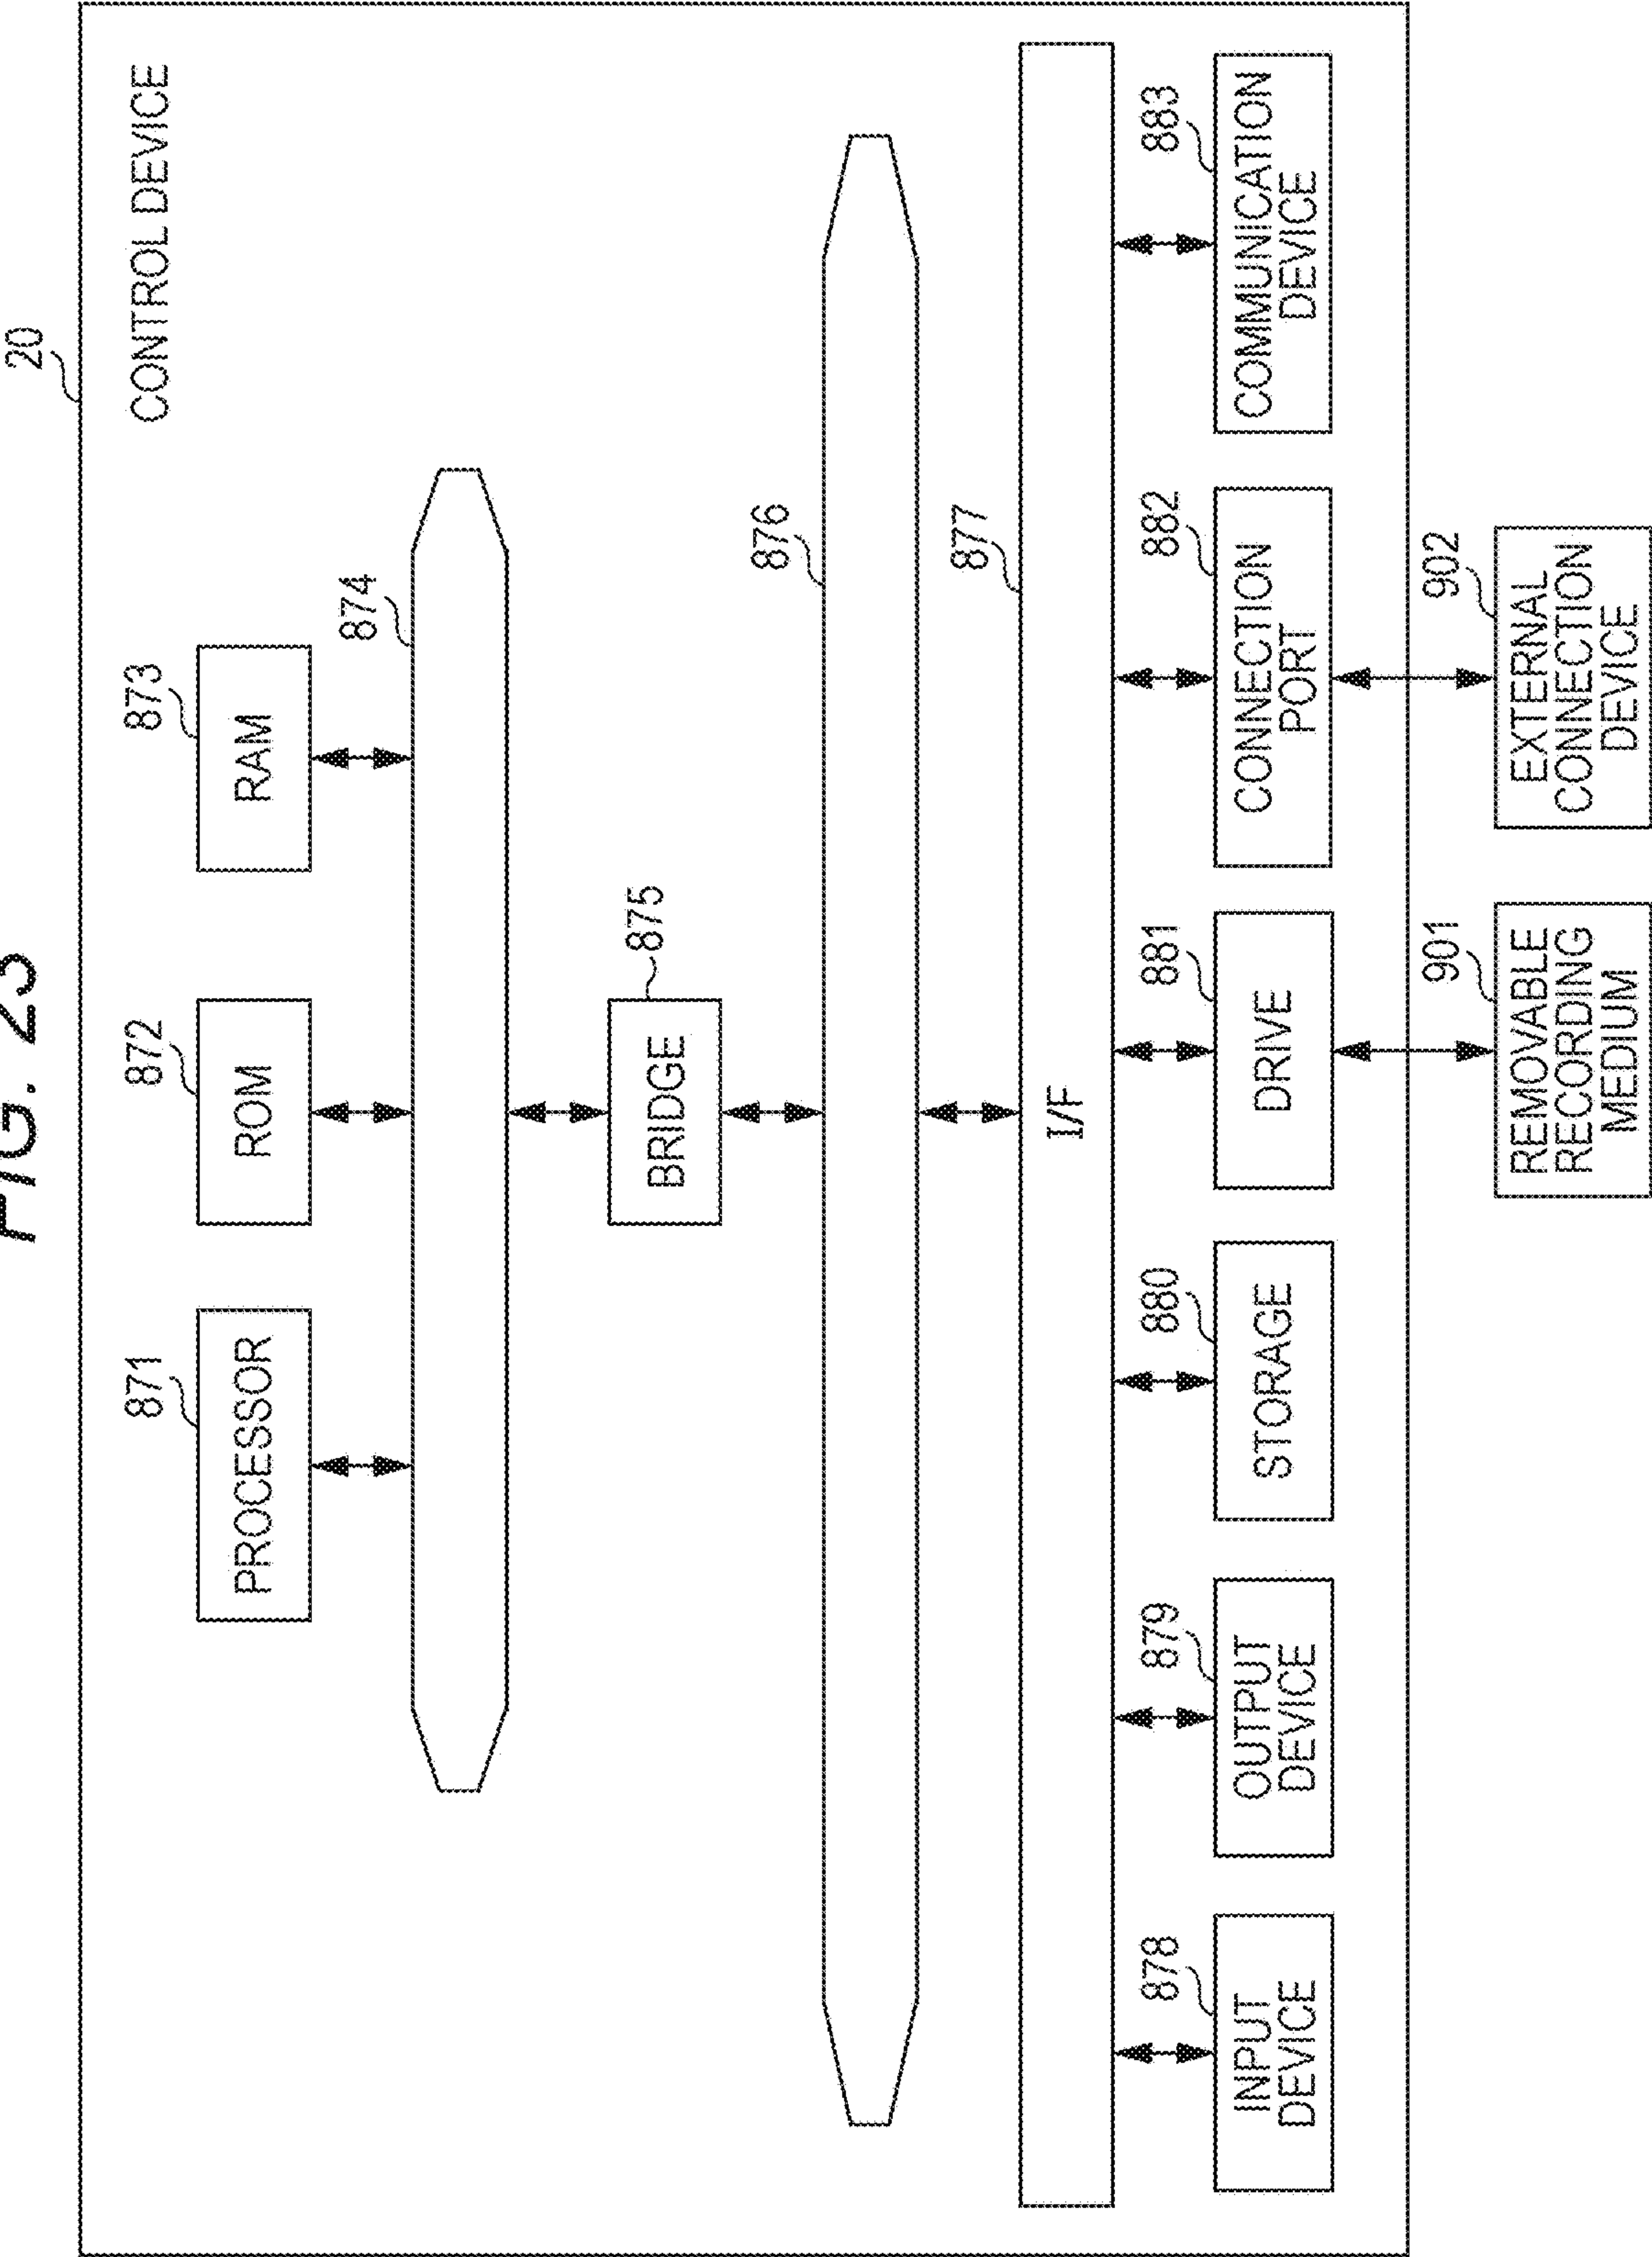 FIG. 23
20
CONTROL DEVICE
871
872
873
PROCESSOR
ROM
RAM
874
BRIDGE
875
876
877
I/F
878
879
880
881
882
883
INPUT
DEVICE
OUTPUT
DEVICE
STORAGE
DRIVE
CONNECTION
PORT
COMMUNICATION
DEVICE
901
902
REMOVABLE
RECORDING
MEDIUM
EXTERNAL
CONNECTION
DEVICE